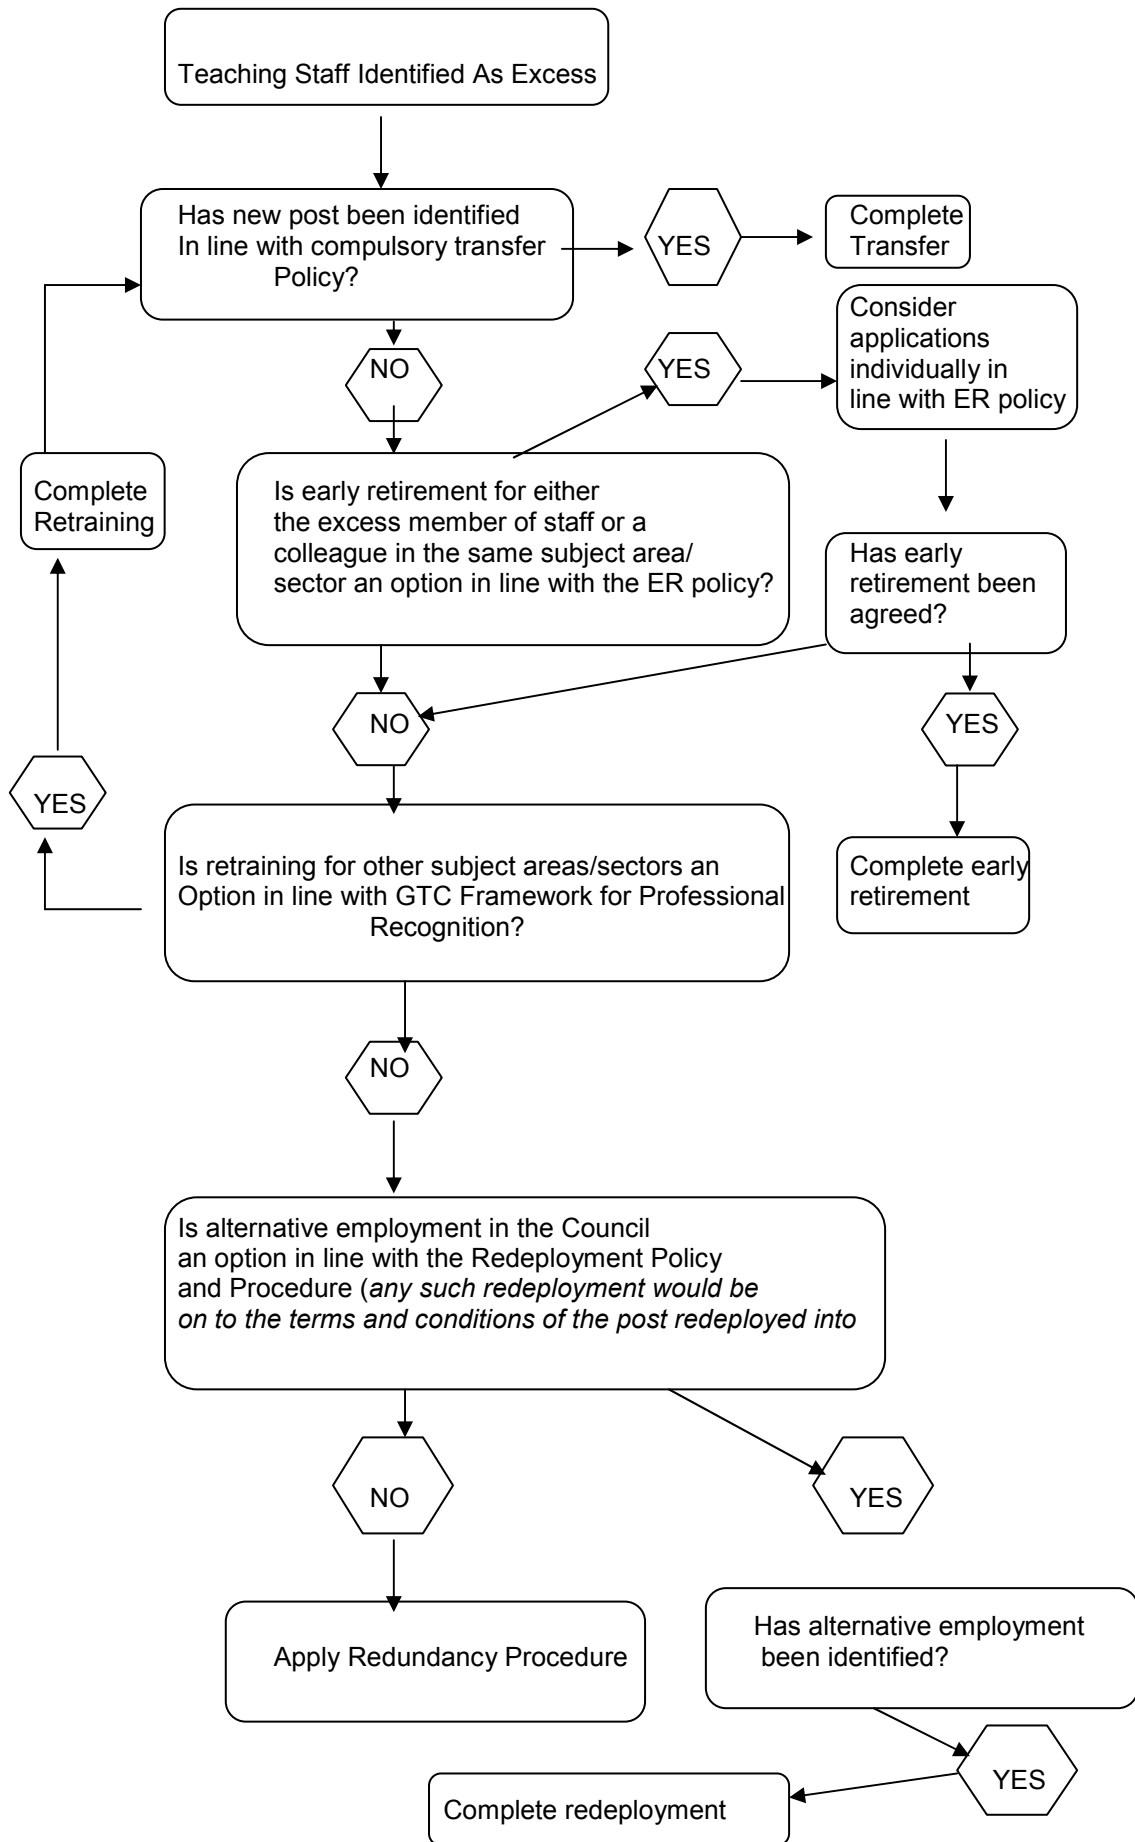 Teaching Staff Identified As Excess
Has new post been identified
In line with compulsory transfer
Policy?
YES
Complete
Transfer
NO
YES
Consider
applications
individually in
line with ER policy
Complete
Retraining
Is early retirement for either
the excess member of staff or a
colleague in the same subject area/
sector an option in line with the ER policy?
Has early
retirement been
agreed?
NO
YES
YES
Is retraining for other subject areas/sectors an
Option in line with GTC Framework for Professional
Recognition?
Complete early
retirement
NO
Is alternative employment in the Council
an option in line with the Redeployment Policy
and Procedure (any such redeployment would be
on to the terms and conditions of the post redeployed into
NO
YES
Apply Redundancy Procedure
Has alternative employment
been identified?
YES
Complete redeployment